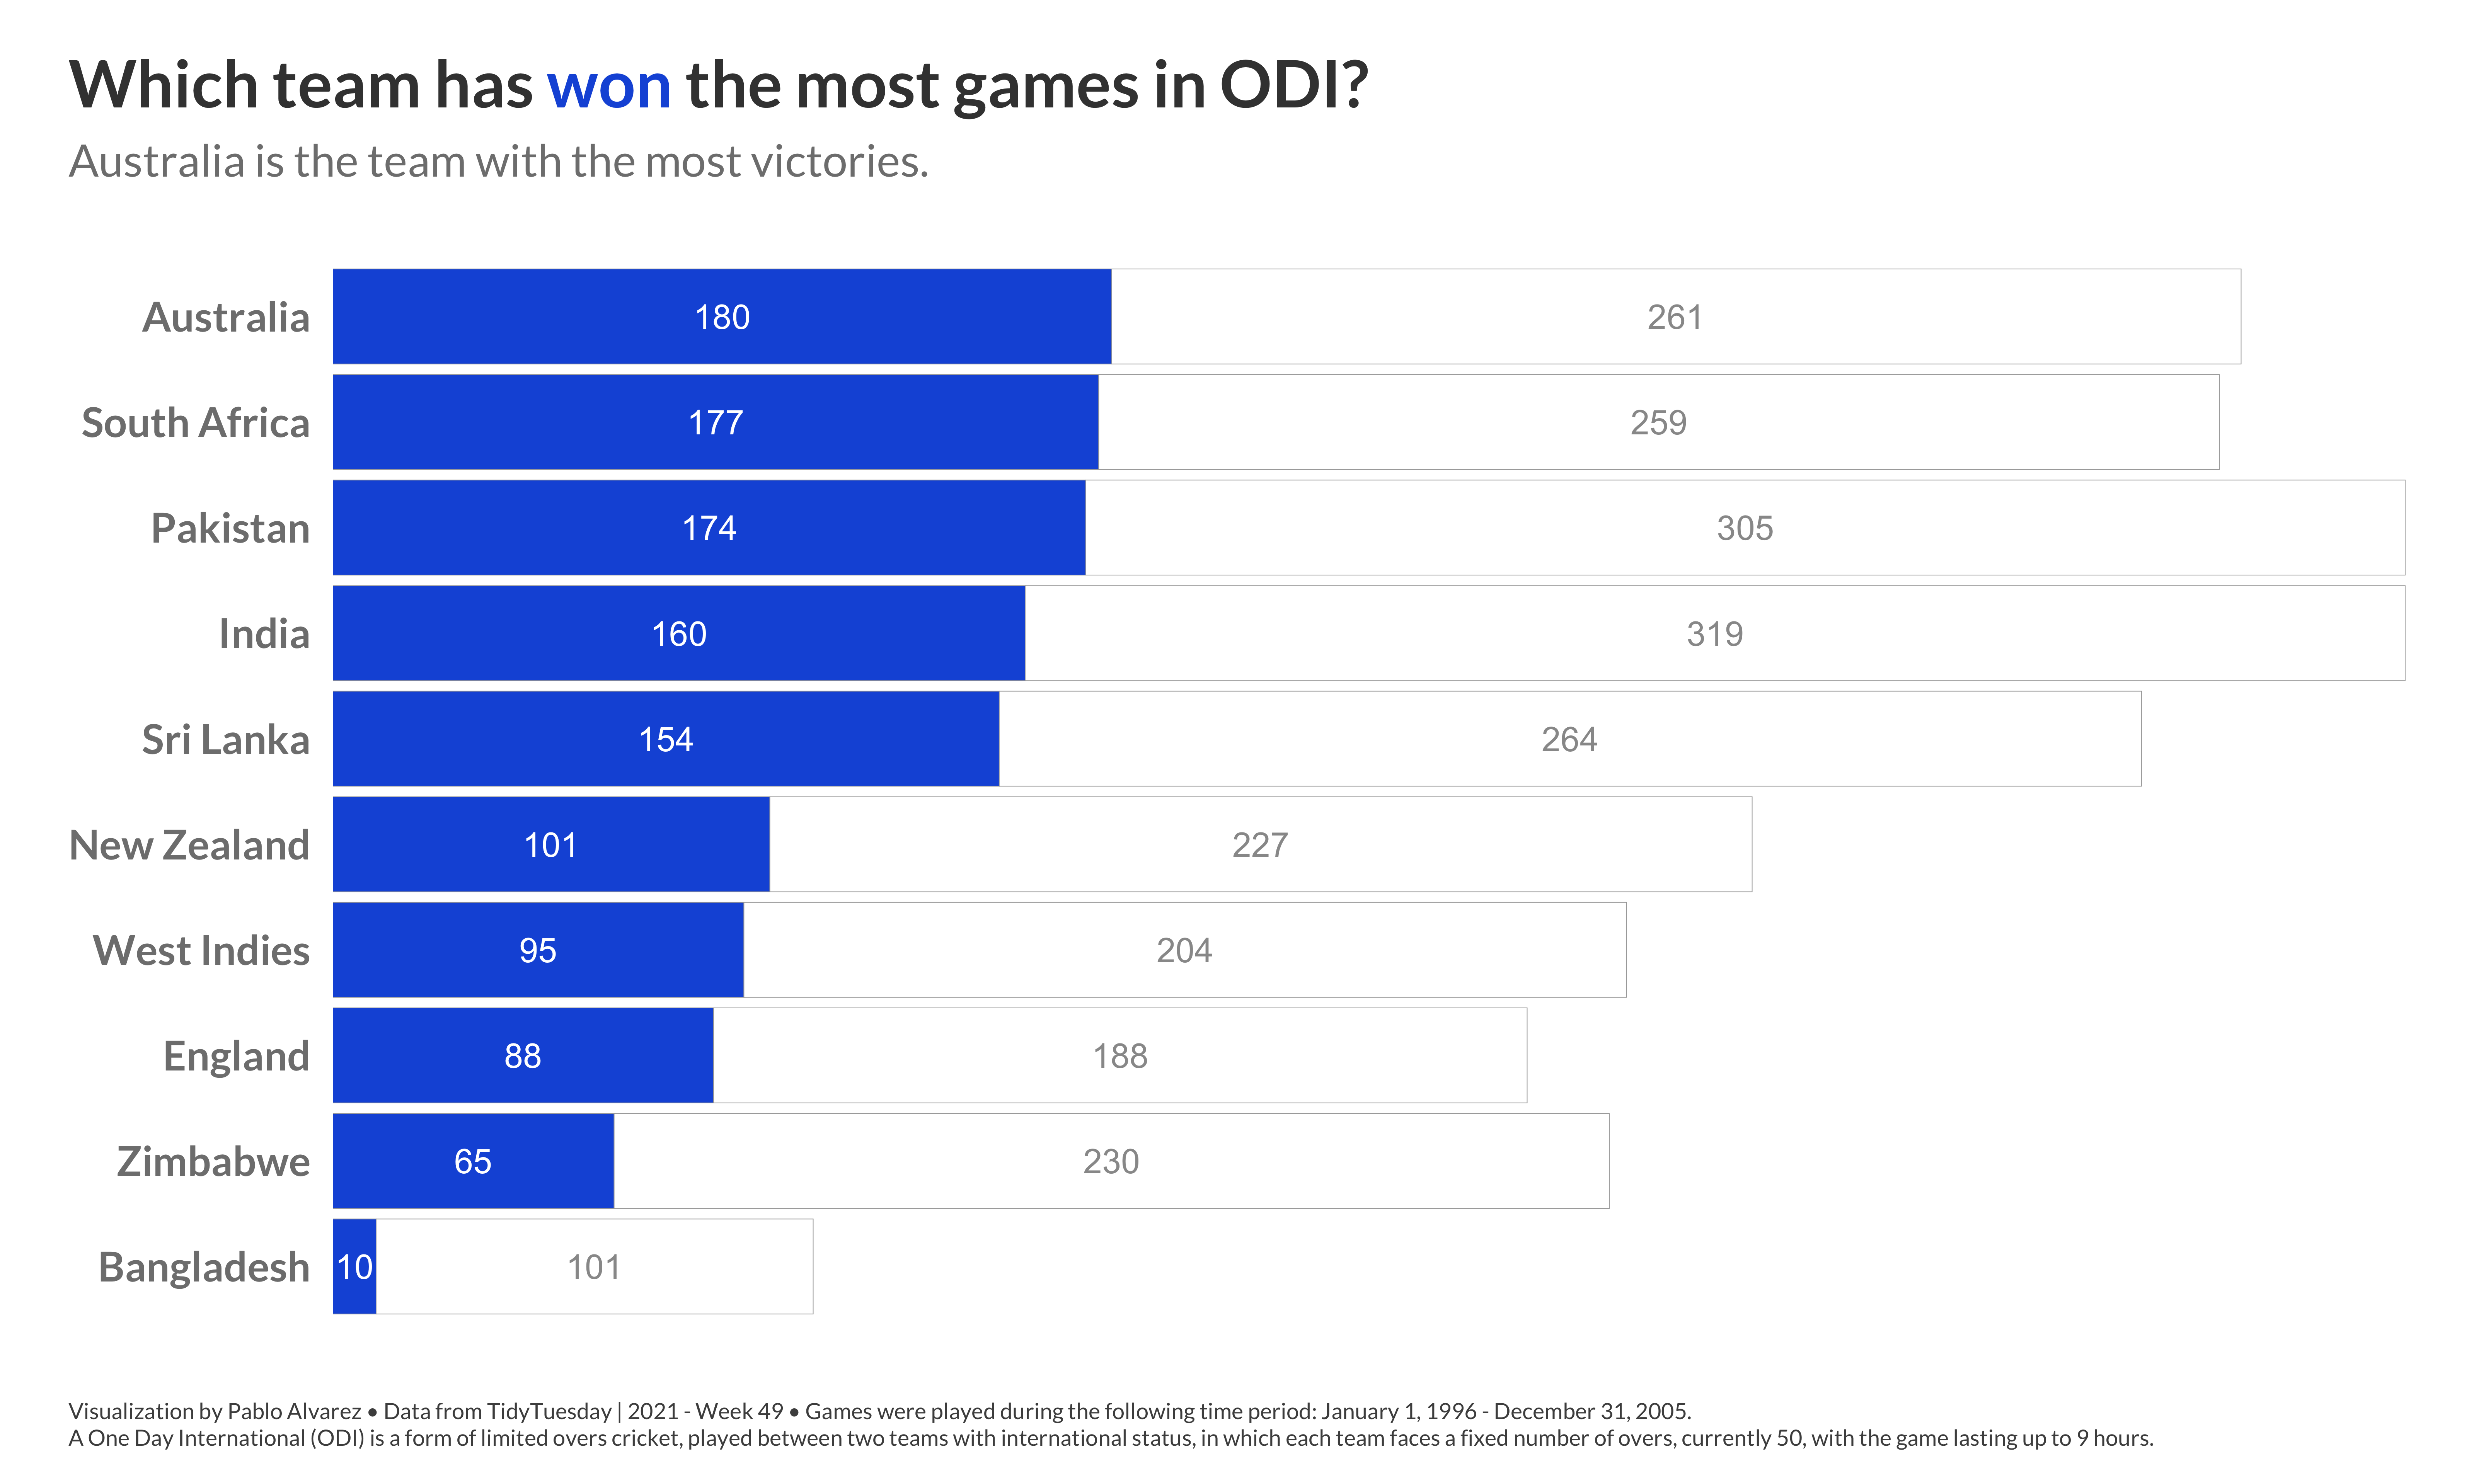 Which team has won the most games in ODI?
Australia is the team with the most victories.
Australia 180 261
South Africa 177 259
Pakistan 174 305
India 160 319
Sri Lanka 154 264
New Zealand 101 227
West Indies 95 204
England 88 188
Zimbabwe 65 230
Bangladesh 10 101
Visualization by Pablo Alvarez • Data from TidyTuesday | 2021 - Week 49 • Games were played during the following time period: January 1, 1996 - December 31, 2005.
A One Day International (ODI) is a form of limited overs cricket, played between two teams with international status, in which each team faces a fixed number of overs, currently 50, with the game lasting up to 9 hours.